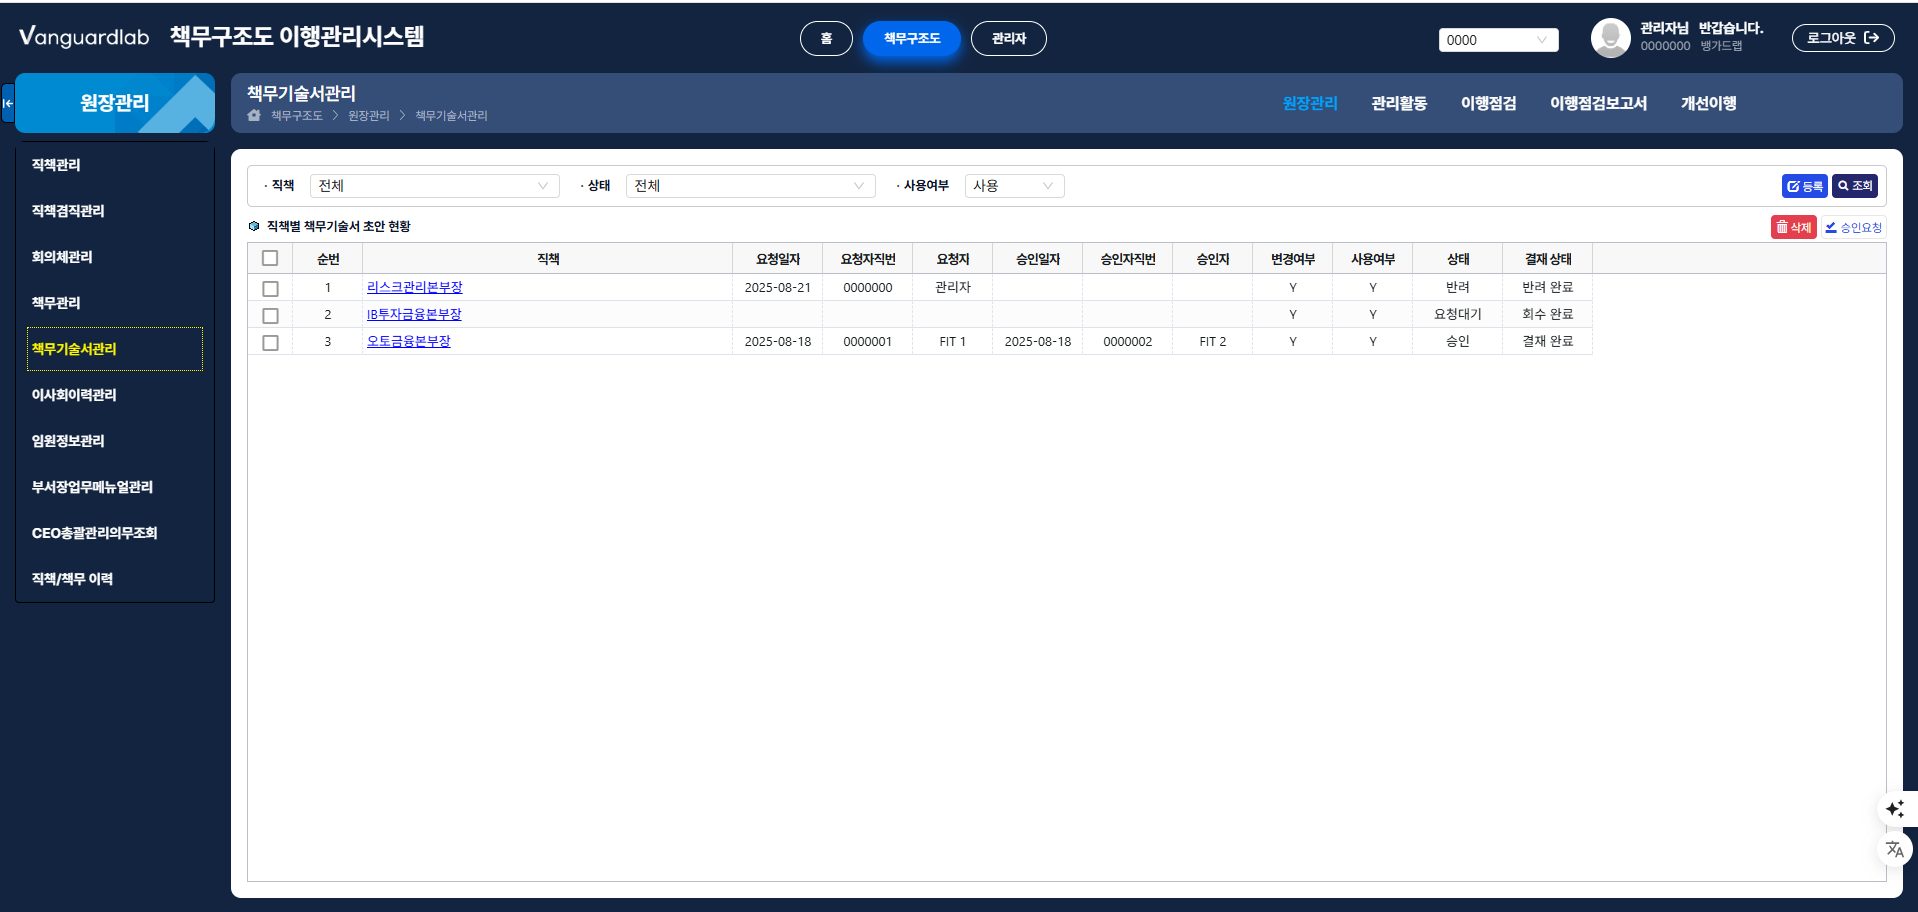 Vanguardlab 책무구조도 이행관리시스템
홈 책무구조도 관리자
0000
관리자님 반갑습니다.
0000000 뱅가드랩
로그아웃
원장관리
책무기술서관리
책무구조도 > 원장관리 > 책무기술서관리
원장관리 관리활동 이행점검 이행점검보고서 개선이행
직책관리
직책겸직관리
회의체관리
책무관리
책무기술서관리
이사회이력관리
임원정보관리
부서장업무메뉴얼관리
CEO총괄관리의무조회
직책/책무 이력
· 직책 전체 · 상태 전체 · 사용여부 사용 등록 조회
직책별 책무기술서 초안 현황 삭제 승인요청
순번 직책 요청일자 요청자직번 요청자 승인일자 승인자직번 승인자 변경여부 사용여부 상태 결재 상태
1 리스크관리본부장 2025-08-21 0000000 관리자 Y Y 반려 반려 완료
2 IB투자금융본부장 Y Y 요청대기 회수 완료
3 오토금융본부장 2025-08-18 0000001 FIT 1 2025-08-18 0000002 FIT 2 Y Y 승인 결재 완료